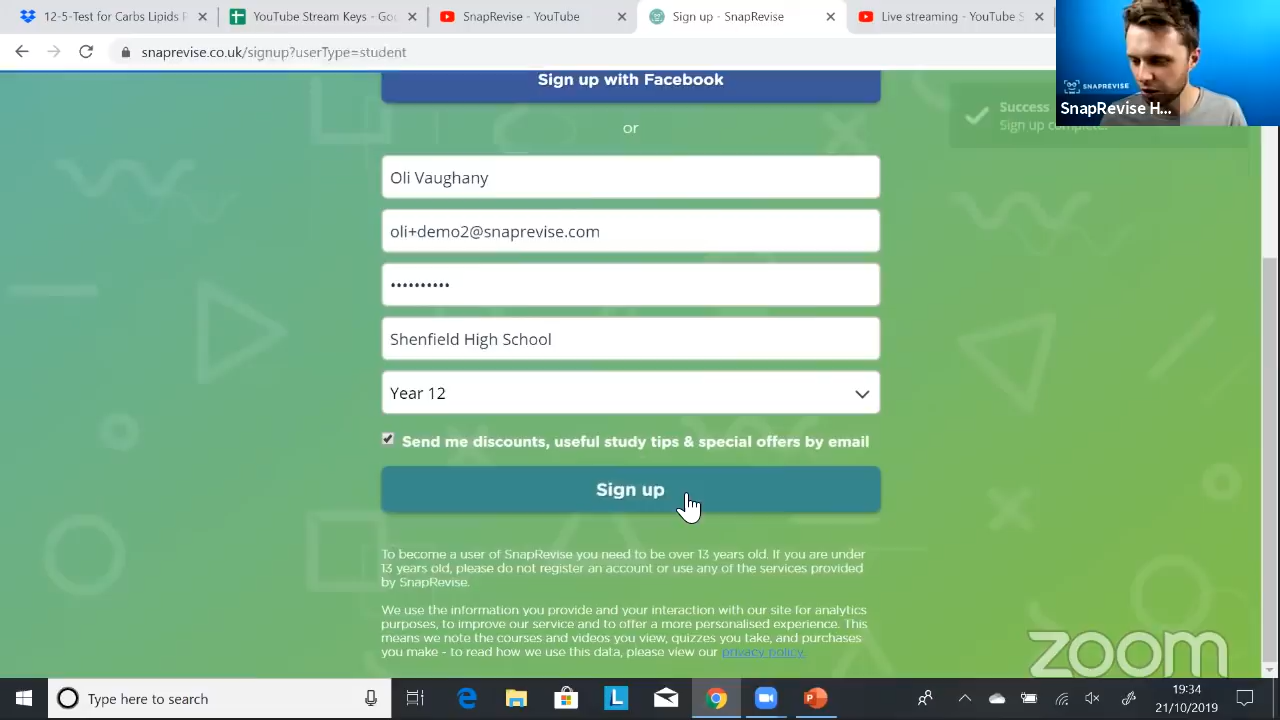 12-5-Test for Carbs Lipids P
YouTube Stream Keys - Goo
SnapRevise - YouTube
Sign up - SnapRevise
Live streaming - YouTube S
snaprevise.co.uk/signup?userType=student
SNAPREVISE
SnapRevise H...
Sign up with Facebook
Success
Sign up complete..
or
Oli Vaughany
oli+demo2@snaprevise.com
••••••••••
Shenfield High School
Year 12
Send me discounts, useful study tips & special offers by email
Sign up
To become a user of SnapRevise you need to be over 13 years old. If you are under
13 years old, please do not register an account or use any of the services provided
by SnapRevise.
We use the information you provide and your interaction with our site for analytics
purposes, to improve our service and to offer a more personalised experience. This
means we note the courses and videos you view, quizzes you take, and purchases
you make - to read how we use this data, please view our privacy policy.
zoom
Type here to search
19:34
21/10/2019